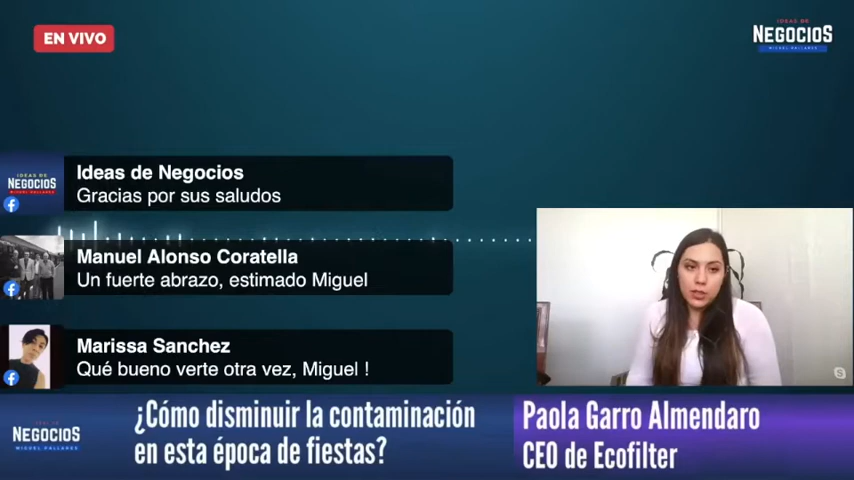 EN VIVO
IDEAS DE
NEGOCIOS
MIGUEL PALLARES
IDEAS DE
NEGOCIOS
Ideas de Negocios
Gracias por sus saludos
Manuel Alonso Coratella
Un fuerte abrazo, estimado Miguel
Marissa Sanchez
Qué bueno verte otra vez, Miguel !
NEGOCIOS
MIGUEL PALLARES
¿Cómo disminuir la contaminación
en esta época de fiestas?
Paola Garro Almendaro
CEO de Ecofilter